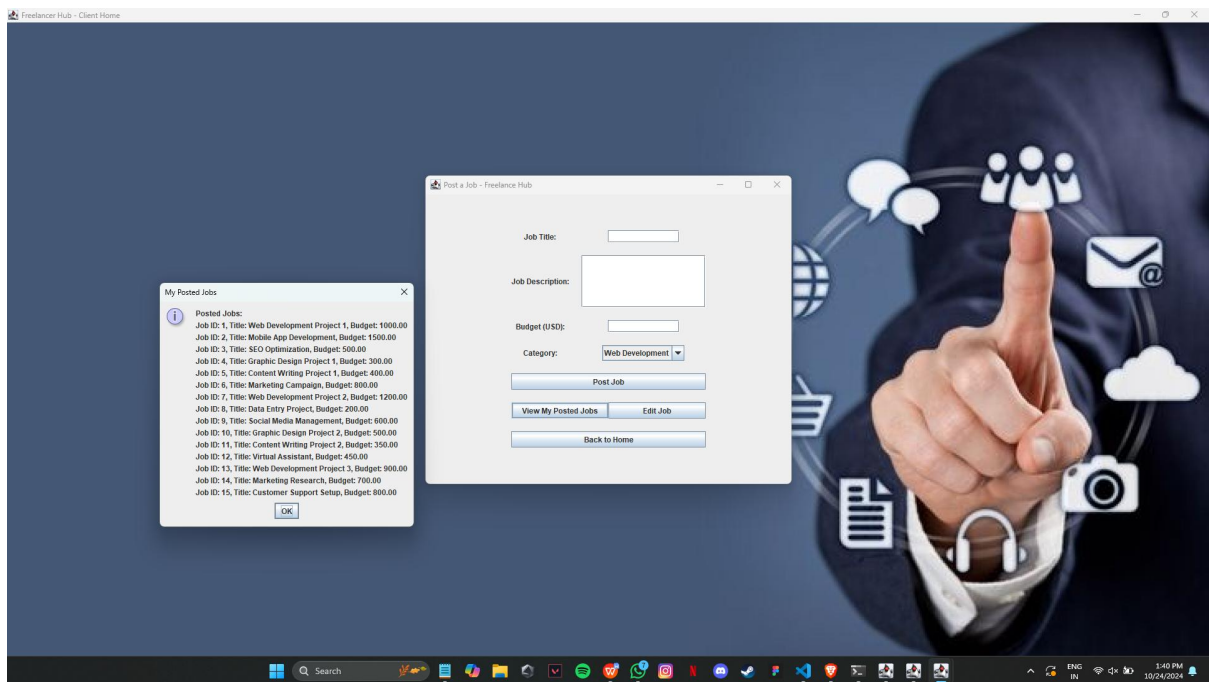 Freelancer Hub - Client Home
Post a Job - Freelance Hub
Job Title:
Job Description:
Budget (USD):
Category:
Web Development
Post Job
View My Posted Jobs
Edit Job
Back to Home
My Posted Jobs
Posted Jobs:
Job ID: 1, Title: Web Development Project 1, Budget: 1000.00
Job ID: 2, Title: Mobile App Development, Budget: 1500.00
Job ID: 3, Title: SEO Optimization, Budget: 500.00
Job ID: 4, Title: Graphic Design Project 1, Budget: 300.00
Job ID: 5, Title: Content Writing Project 1, Budget: 400.00
Job ID: 6, Title: Marketing Campaign, Budget: 800.00
Job ID: 7, Title: Web Development Project 2, Budget: 1200.00
Job ID: 8, Title: Data Entry Project, Budget: 200.00
Job ID: 9, Title: Social Media Management, Budget: 600.00
Job ID: 10, Title: Graphic Design Project 2, Budget: 500.00
Job ID: 11, Title: Content Writing Project 2, Budget: 350.00
Job ID: 12, Title: Virtual Assistant, Budget: 450.00
Job ID: 13, Title: Web Development Project 3, Budget: 900.00
Job ID: 14, Title: Marketing Research, Budget: 700.00
Job ID: 15, Title: Customer Support Setup, Budget: 800.00
OK
Search
ENG
IN
1:40 PM
10/24/2024